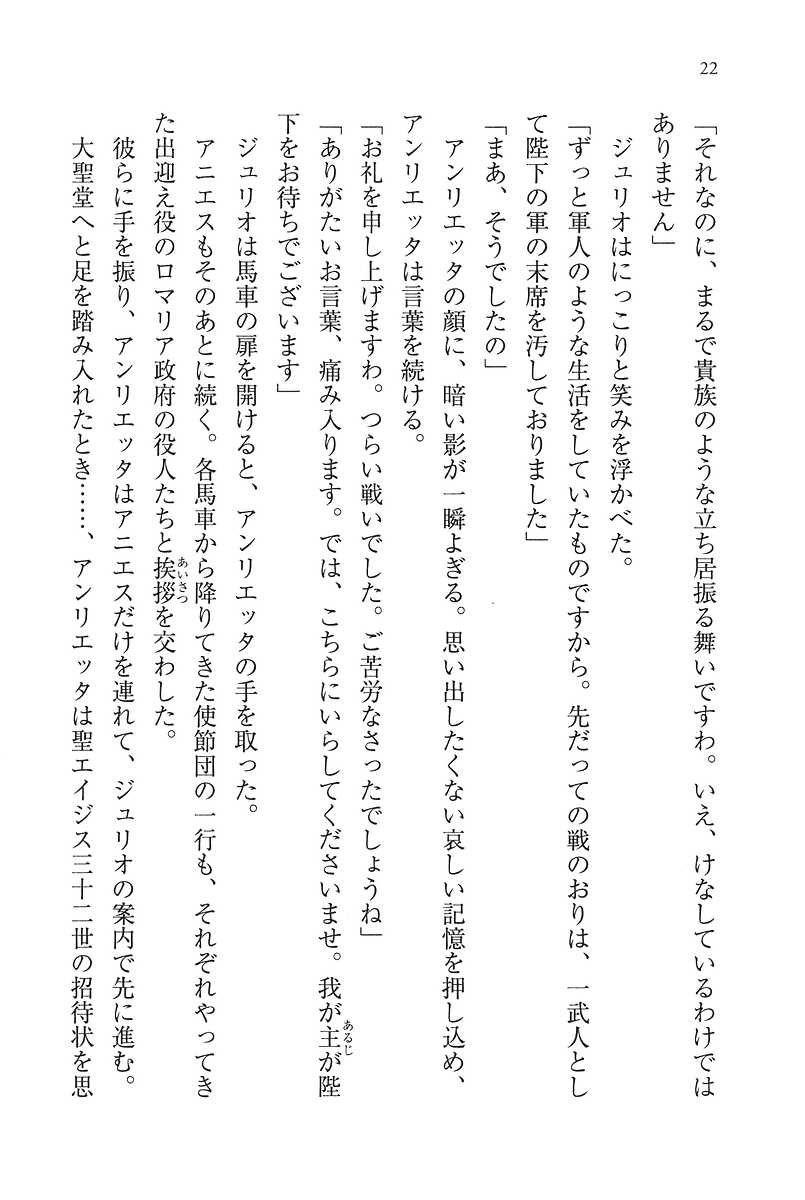 22
「それなのに、まるで貴族のような立ち居振る舞いですわ。いえ、けなしているわけでは
ありません」
ジュリオはにっこりと笑みを浮かべた。
「ずっと軍人のような生活をしていたものですから。先だっての戦のおりは、一武人とし
て陛下の軍の末席を汚しておりました」
「まあ、そうでしたの」
アンリエッタの顔に、暗い影が一瞬よぎる。思い出したくない哀しい記憶を押し込め、
アンリエッタは言葉を続ける。
「お礼を申し上げますわ。つらい戦いでした。ご苦労なさったでしょうね」
「ありがたいお言葉、痛み入ります。では、こちらにいらしてくださいませ。我が主が陛
あるじ
下をお待ちでございます」
ジュリオは馬車の扉を開けると、アンリエッタの手を取った。
アニエスもそのあとに続く。各馬車から降りてきた使節団の一行も、それぞれやってき
た出迎え役のロマリア政府の役人たちと挨拶を交わした。
あいさつ
彼らに手を振り、アンリエッタはアニエスだけを連れて、ジュリオの案内で先に進む。
大聖堂へと足を踏み入れたとき……、アンリエッタは聖エイジス三十二世の招待状を思